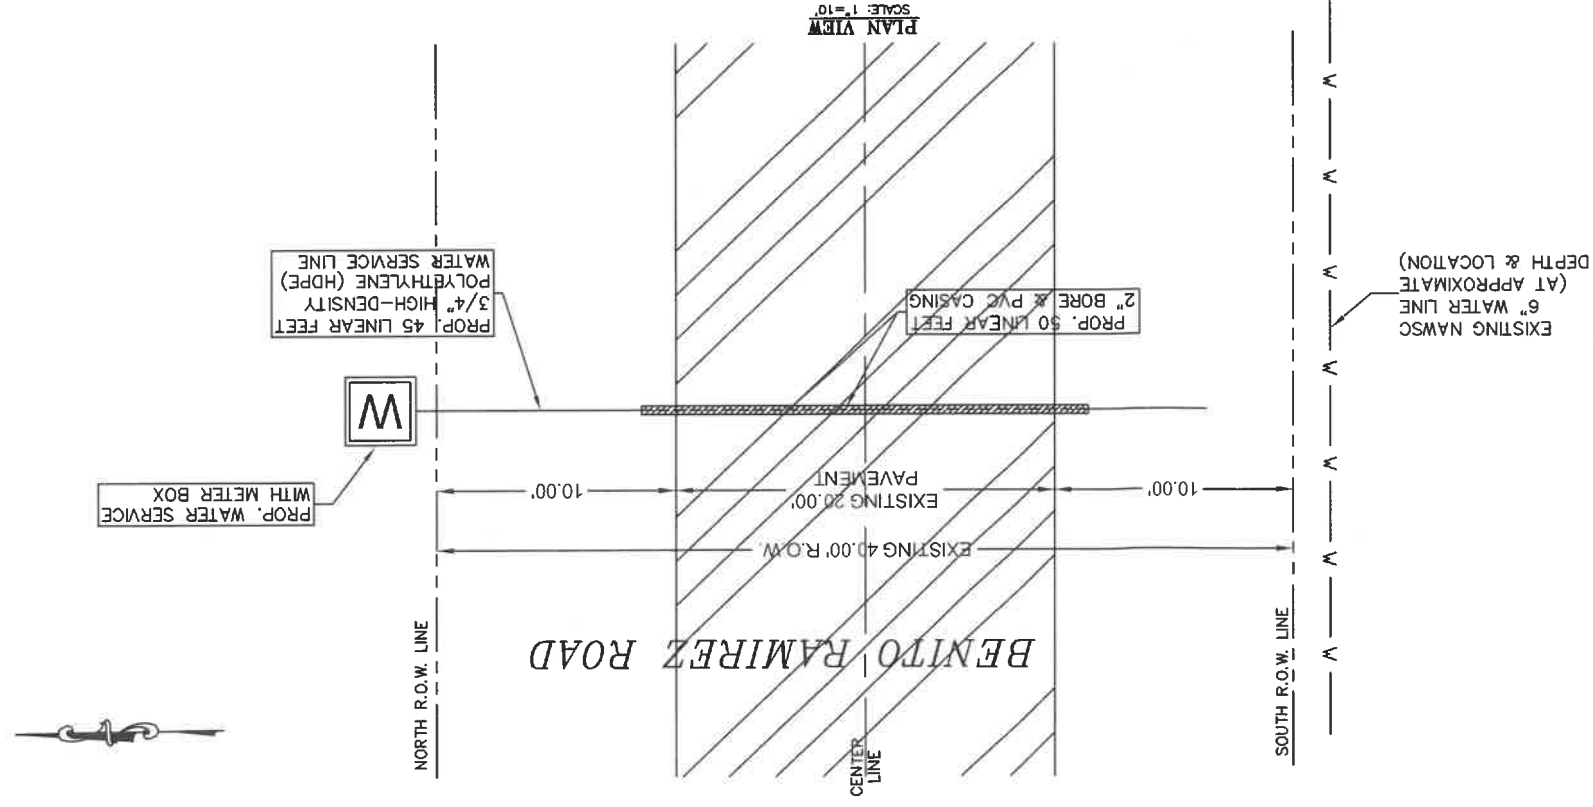 BENITO RAMIREZ ROAD
EXISTING 40.00' R.O.W.
10.00'
EXISTING 20.00'
PAVEMENT
10.00'
PROP. WATER SERVICE
WITH METER BOX
W
PROP. 45 LINEAR FEET
3/4" HIGH-DENSITY
POLYETHYLENE (HDPE)
WATER SERVICE LINE
PROP. 50 LINEAR FEET
2" BORE & PVC CASING
EXISTING NAWSC
6" WATER LINE
(AT APPROXIMATE
DEPTH & LOCATION)
NORTH R.O.W. LINE
CENTER
LINE
SOUTH R.O.W. LINE
W
W
W
W
W
W
W
PLAN VIEW
SCALE: 1"=10'